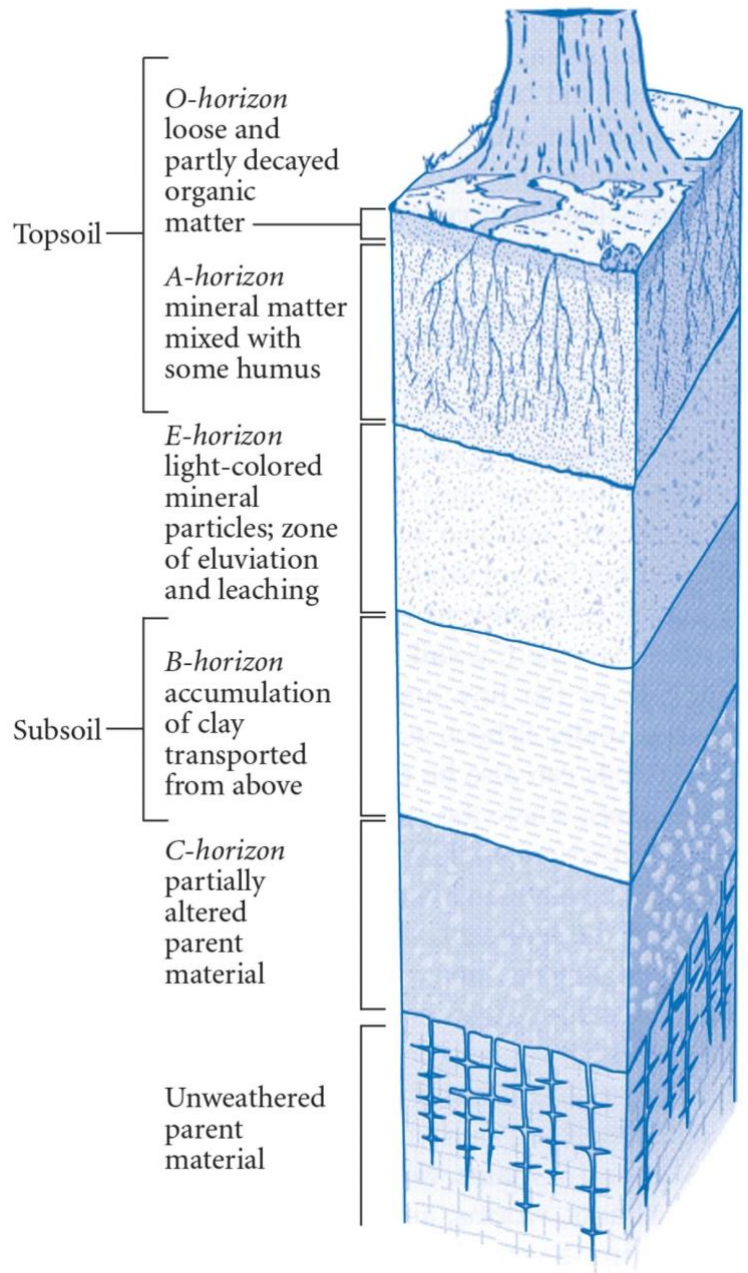 O-horizon
loose and
partly decayed
organic
matter
Topsoil
A-horizon
mineral matter
mixed with
some humus
E-horizon
light-colored
mineral
particles; zone
of eluviation
and leaching
B-horizon
accumulation
of clay
transported
from above
Subsoil
C-horizon
partially
altered
parent
material
Unweathered
parent
material